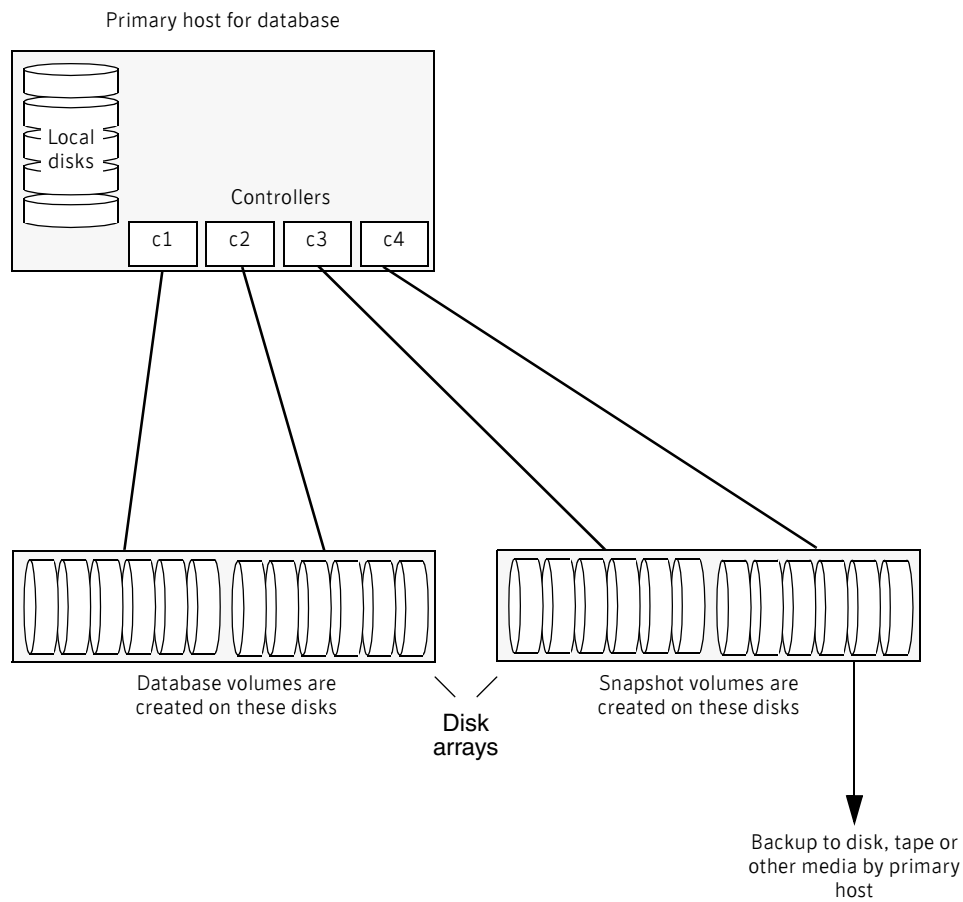 Primary host for database
Local
disks
Controllers
c1
c2
c3
c4
Database volumes are
created on these disks
Disk
arrays
Snapshot volumes are
created on these disks
Backup to disk, tape or
other media by primary
host